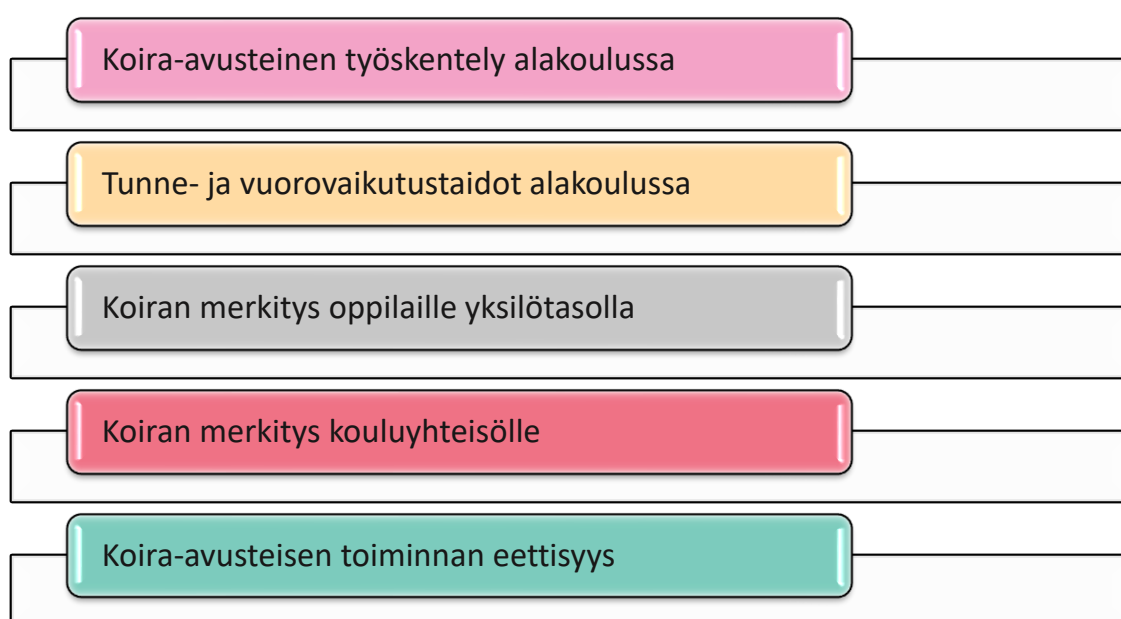 Koira-avusteinen työskentely alakoulussa
Tunne- ja vuorovaikutustaidot alakoulussa
Koiran merkitys oppilaille yksilötasolla
Koiran merkitys kouluyhteisölle
Koira-avusteisen toiminnan eettisyys